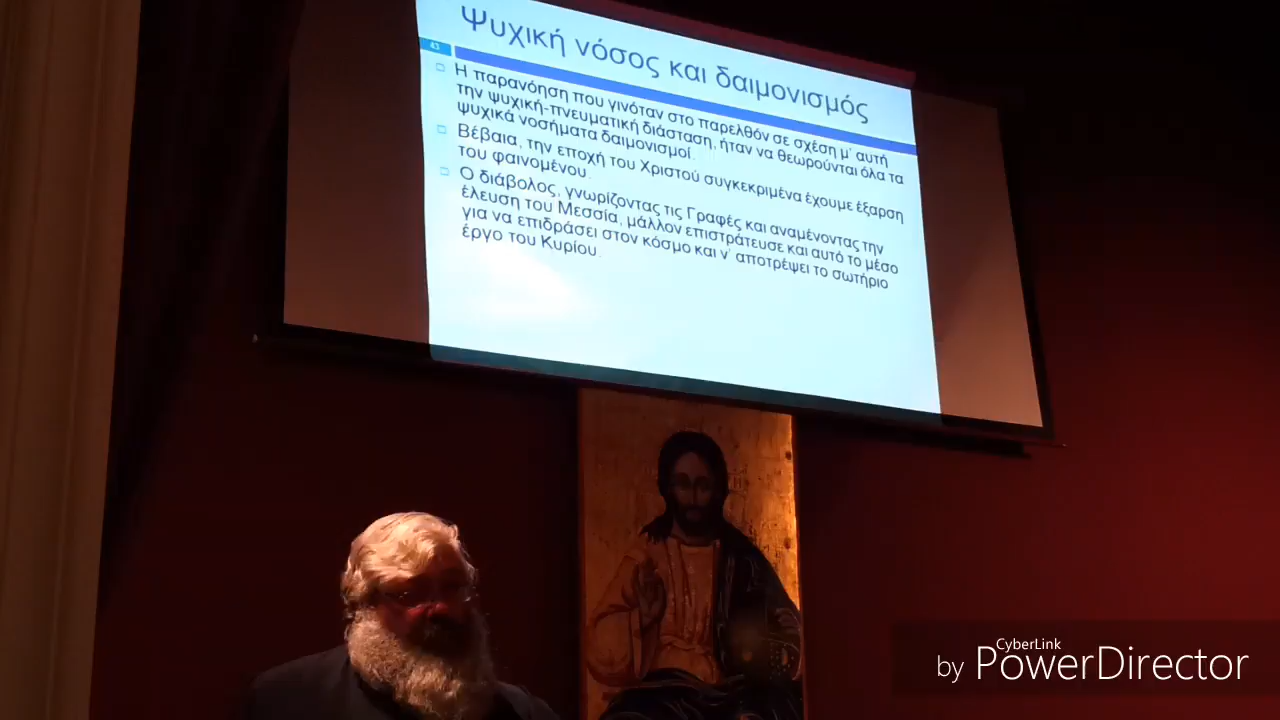 Ψυχική νόσος και δαιμονισμός
43
Η παρανόηση που γινόταν στο παρελθόν σε σχέση μ' αυτή
την ψυχική-πνευματική διάσταση, ήταν να θεωρούνται όλα τα
ψυχικά νοσήματα δαιμονισμοί.
Βέβαια, την εποχή του Χριστού συγκεκριμένα έχουμε έξαρση
του φαινομένου.
Ο διάβολος, γνωρίζοντας τις Γραφές και αναμένοντας την
έλευση του Μεσσία, μάλλον επιστράτευσε και αυτό το μέσο
για να επιδράσει στον κόσμο και ν' αποτρέψει το σωτήριο
έργο του Κυρίου.
CyberLink
by PowerDirector